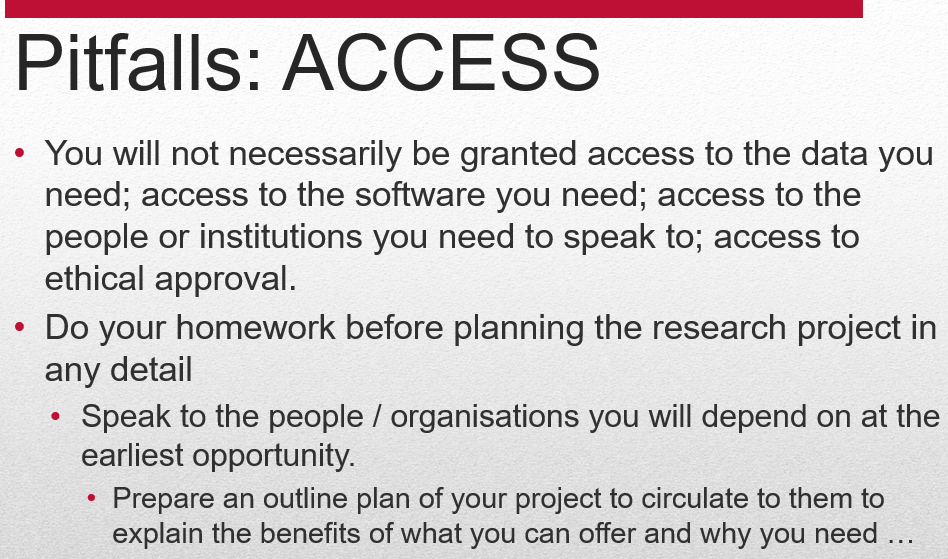 Pitfalls: ACCESS
• You will not necessarily be granted access to the data you
need; access to the software you need; access to the
people or institutions you need to speak to; access to
ethical approval.
• Do your homework before planning the research project in
any detail
• Speak to the people / organisations you will depend on at the
earliest opportunity.
• Prepare an outline plan of your project to circulate to them to
explain the benefits of what you can offer and why you need …